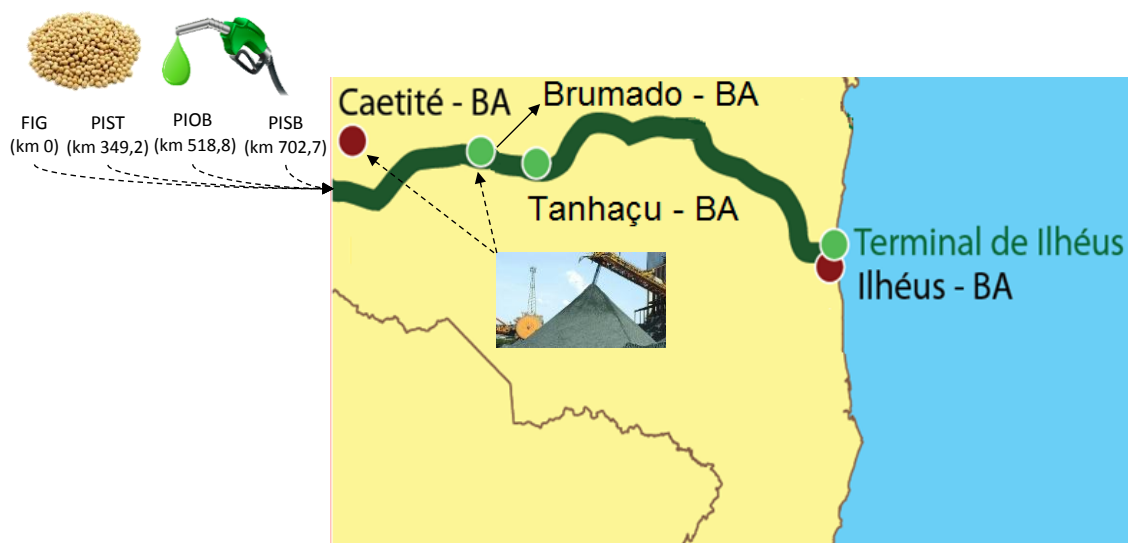 FIG
(km 0)
PIST
(km 349,2)
PIOB
(km 518,8)
PISB
(km 702,7)
Caetité - BA
Brumado - BA
Tanhaçu - BA
Terminal de Ilhéus
Ilhéus - BA